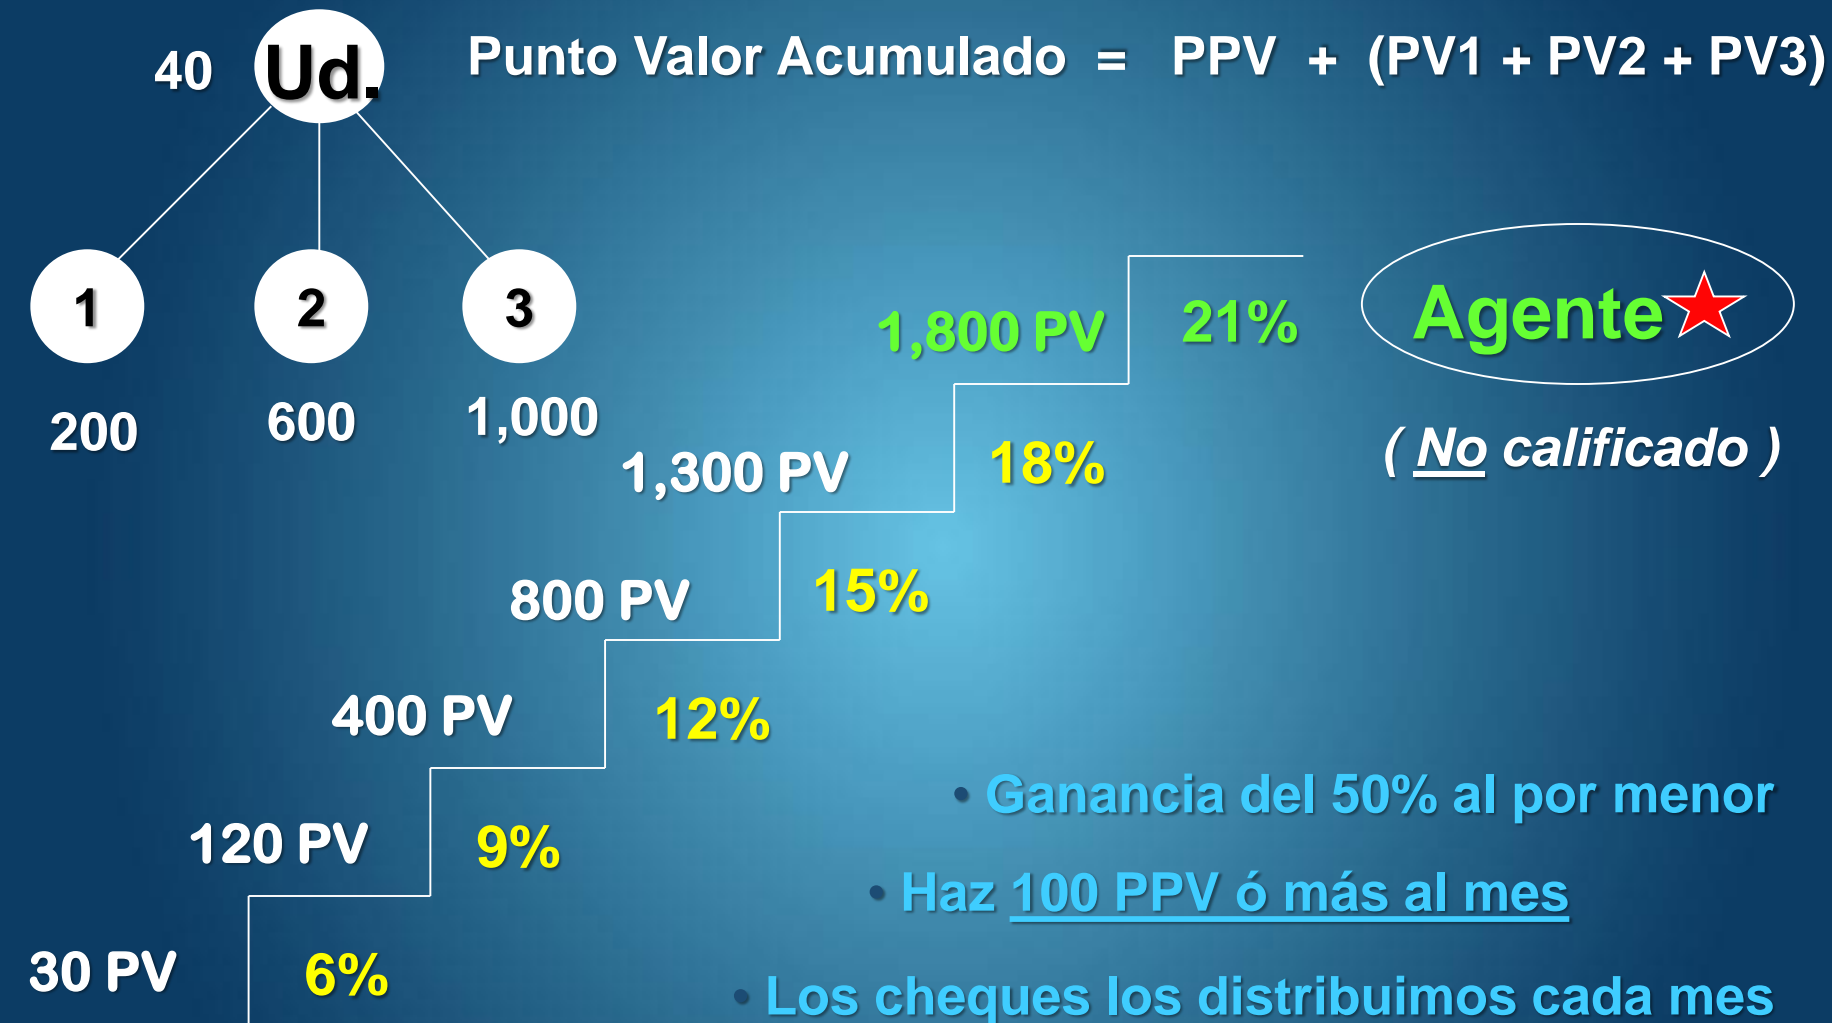 40
Ud.
Punto Valor Acumulado = PPV + (PV1 + PV2 + PV3)
1
2
3
200
600
1,000
1,800 PV
21%
Agente
( No calificado )
1,300 PV
18%
800 PV
15%
400 PV
12%
120 PV
9%
30 PV
6%
• Ganancia del 50% al por menor
• Haz 100 PPV ó más al mes
• Los cheques los distribuimos cada mes